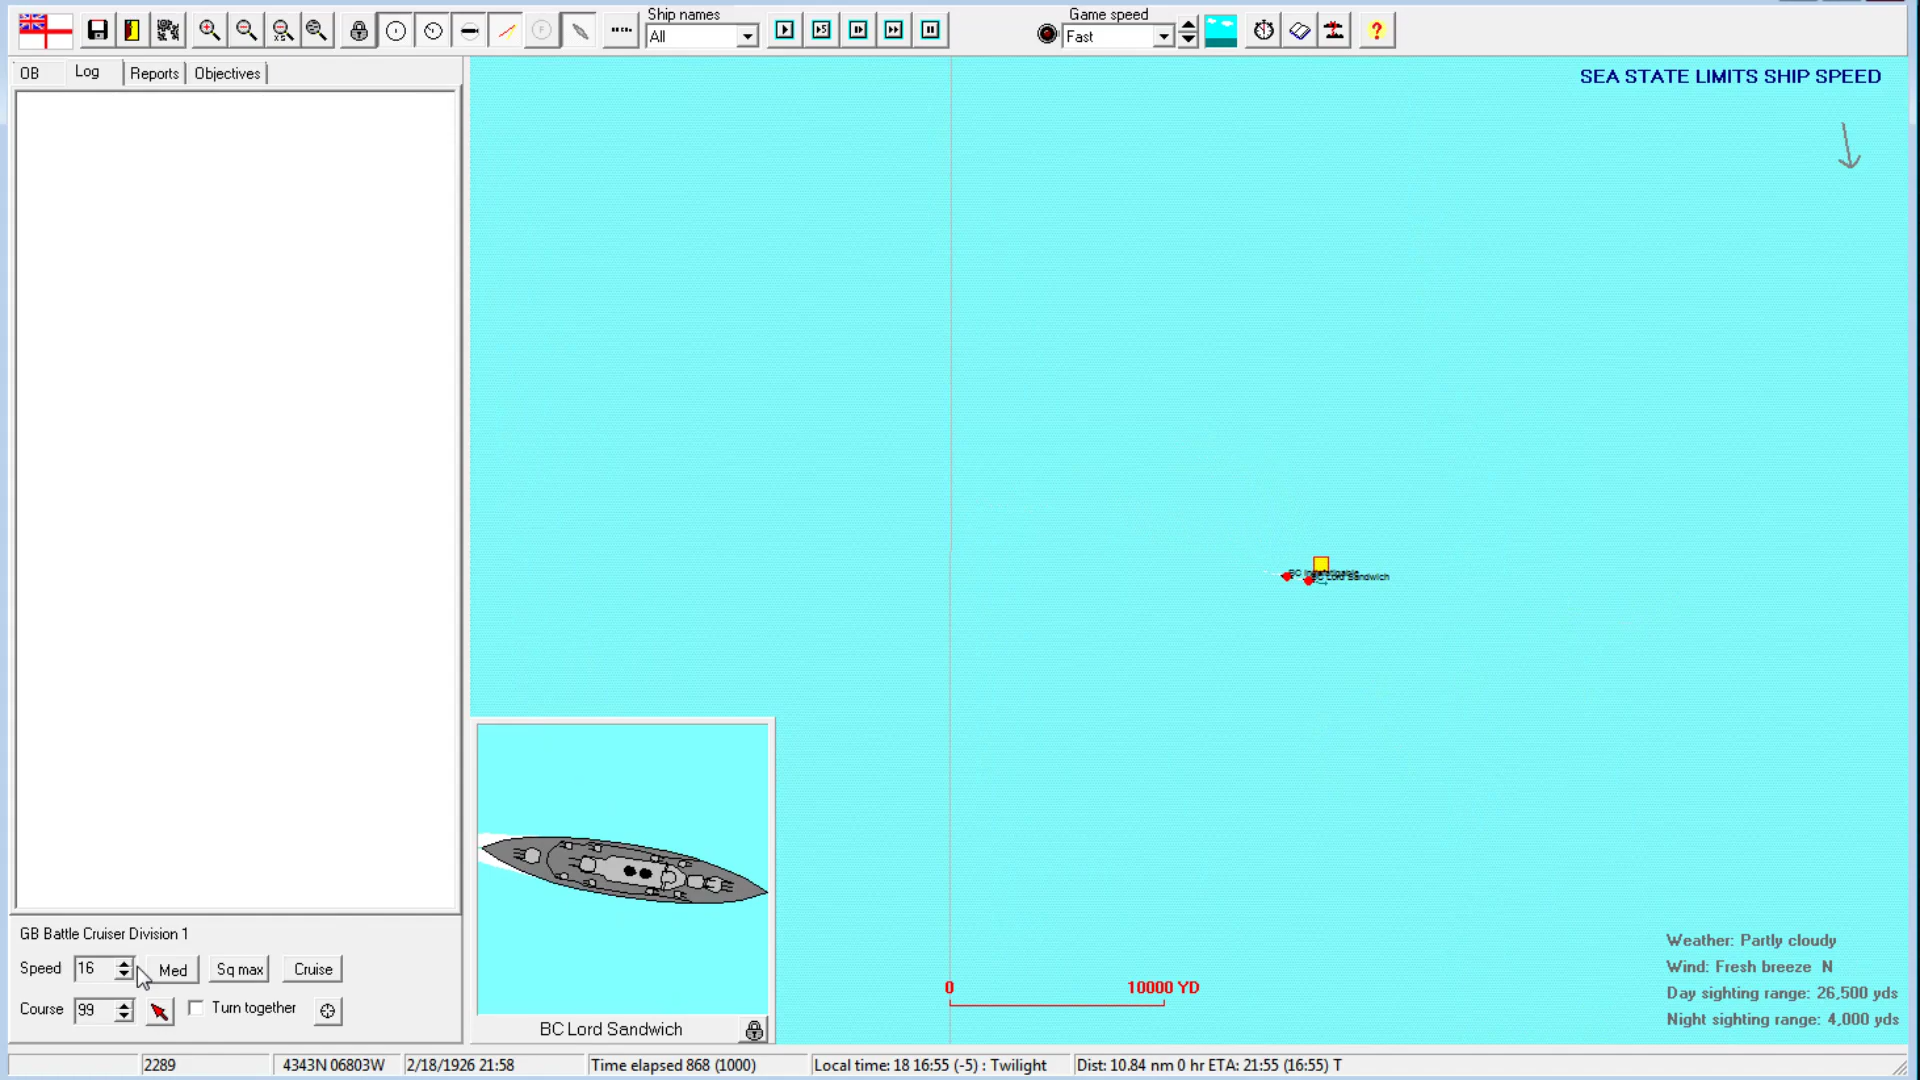 Ship names
All
Game speed
Fast
OB
Log
Reports
Objectives
SEA STATE LIMITS SHIP SPEED
BC Lord Sandwich
GB Battle Cruiser Division 1
Speed 16 Med Sq max Cruise
Course 99 Turn together
BC Lord Sandwich
0 10000 YD
Weather: Partly cloudy
Wind: Fresh breeze N
Day sighting range: 26,500 yds
Night sighting range: 4,000 yds
2289 4343N 06803W 2/18/1926 21:58 Time elapsed 868 (1000) Local time: 18 16:55 (-5) : Twilight Dist: 10.84 nm 0 hr ETA: 21:55 (16:55) T